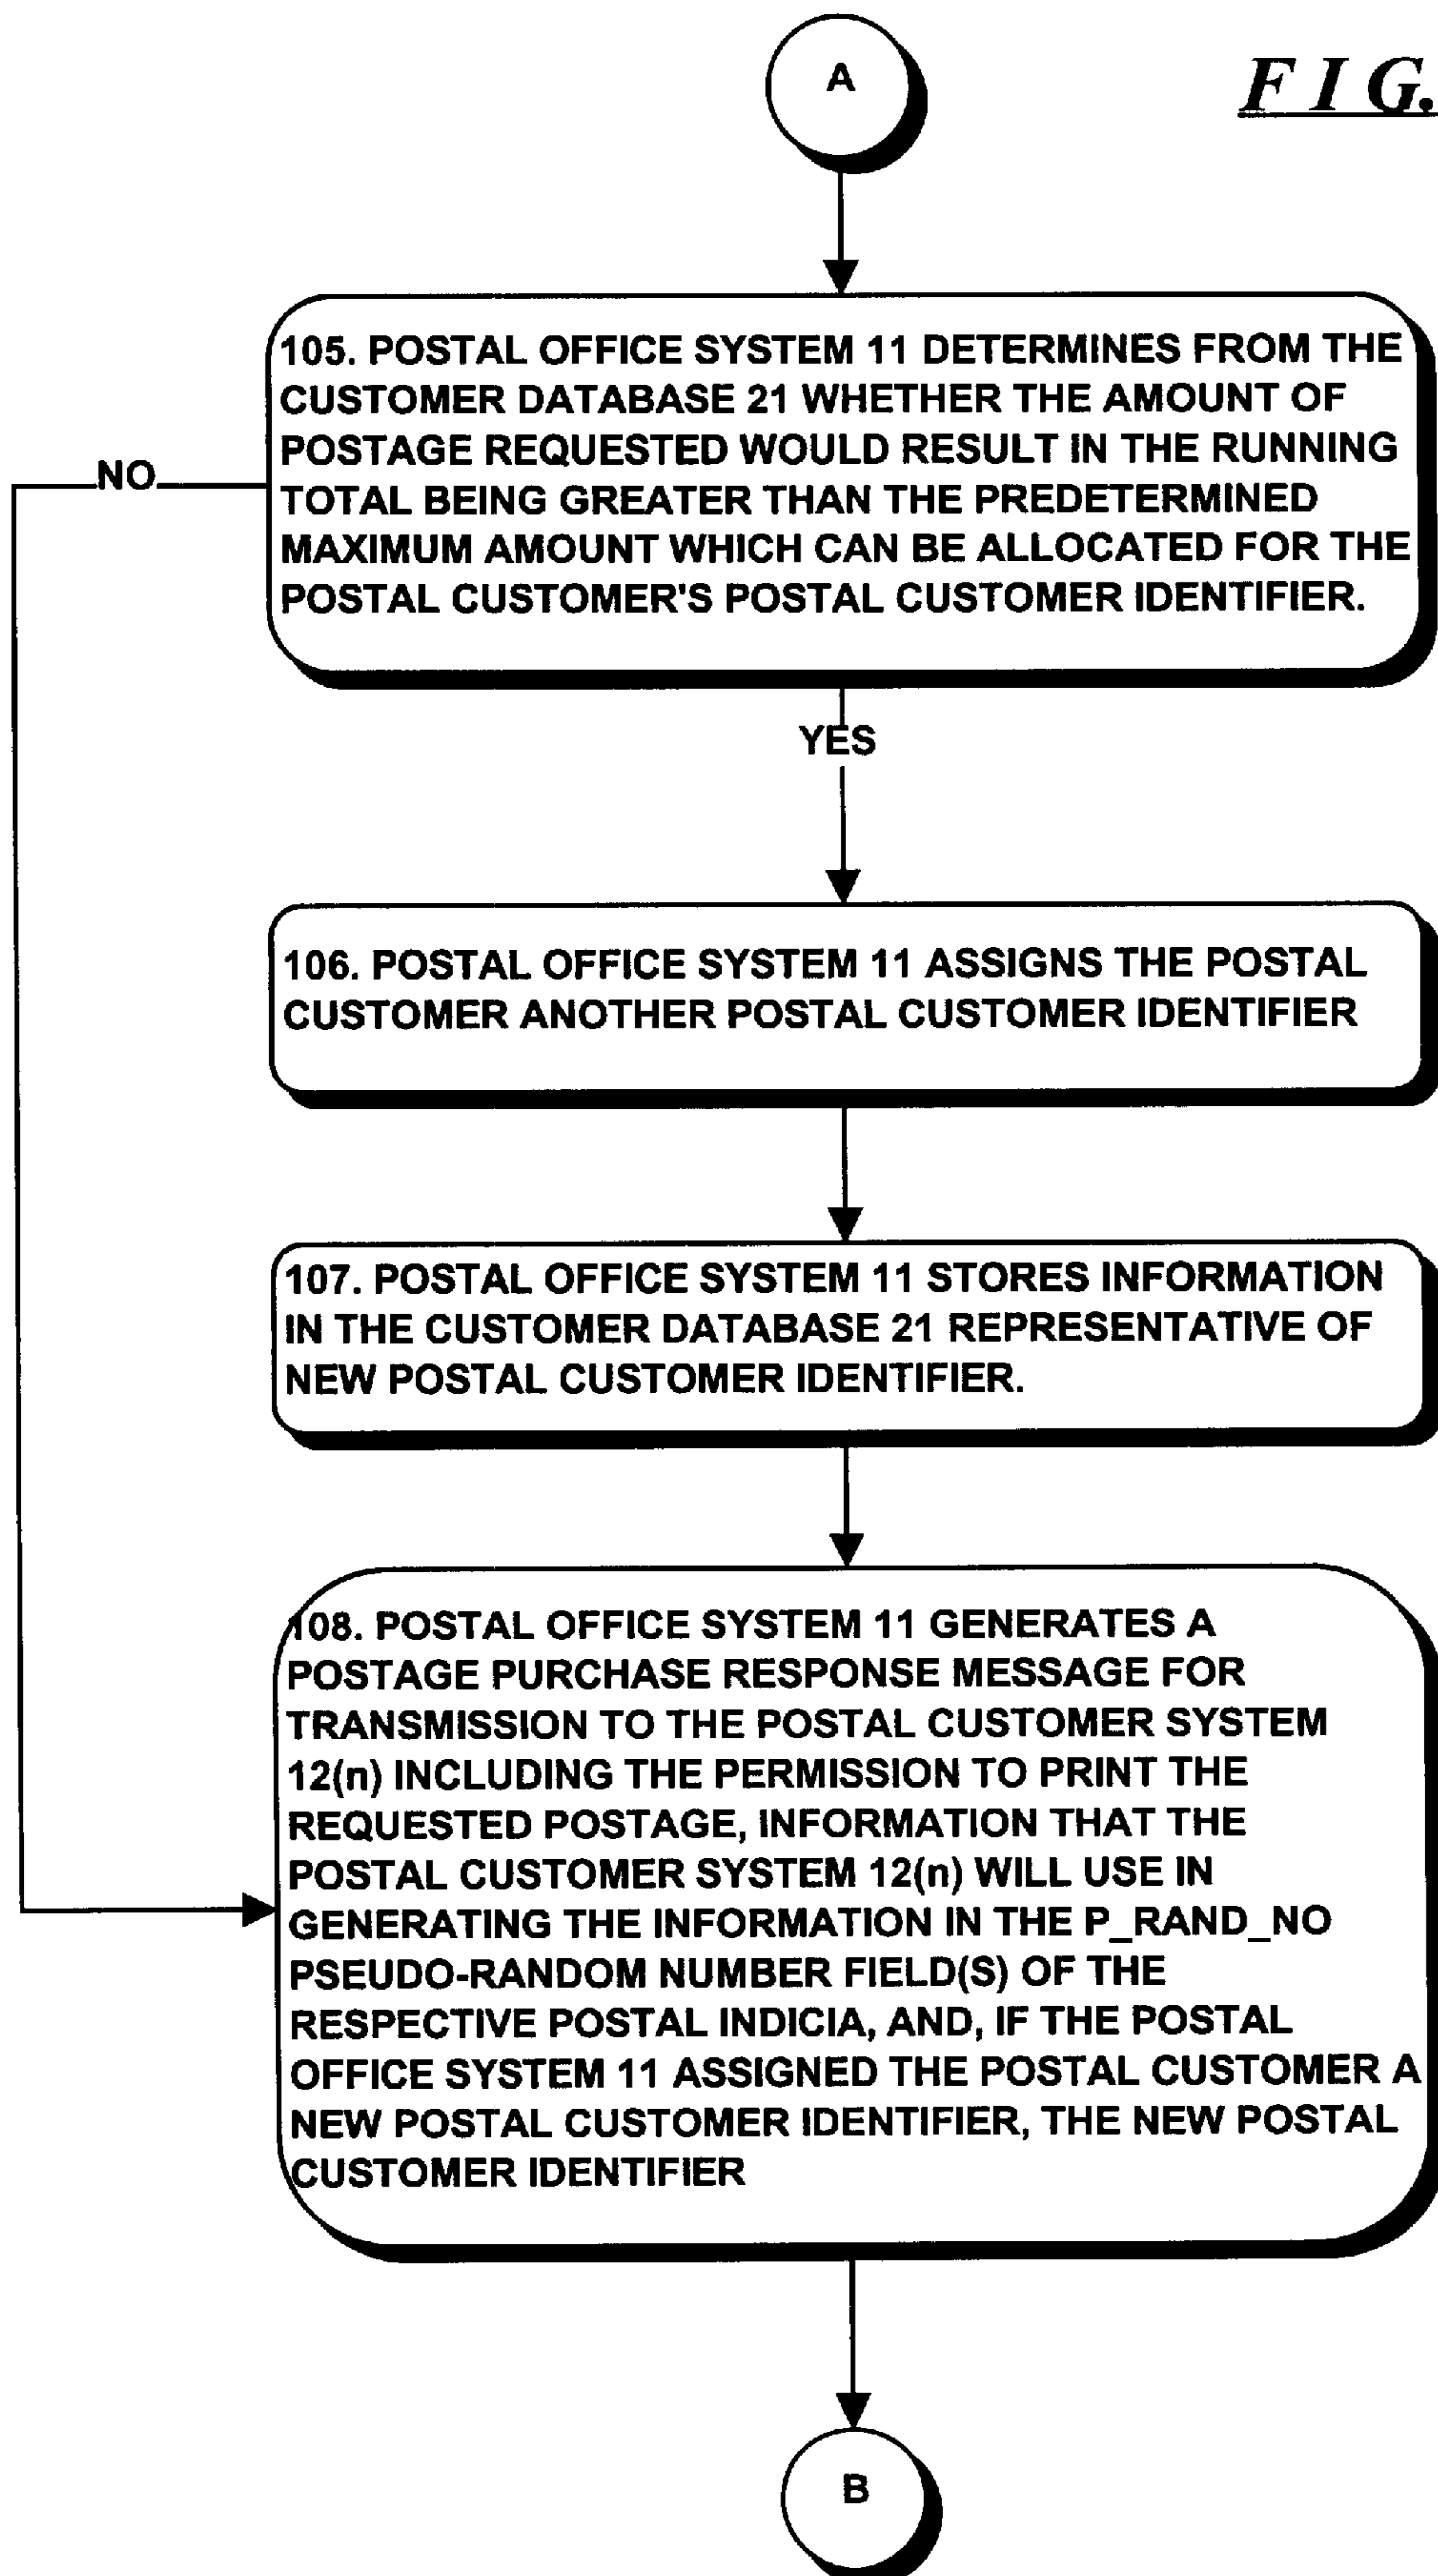 A
FIG.
105. POSTAL OFFICE SYSTEM 11 DETERMINES FROM THE
CUSTOMER DATABASE 21 WHETHER THE AMOUNT OF
POSTAGE REQUESTED WOULD RESULT IN THE RUNNING
TOTAL BEING GREATER THAN THE PREDETERMINED
MAXIMUM AMOUNT WHICH CAN BE ALLOCATED FOR THE
POSTAL CUSTOMER'S POSTAL CUSTOMER IDENTIFIER.
NO
YES
106. POSTAL OFFICE SYSTEM 11 ASSIGNS THE POSTAL
CUSTOMER ANOTHER POSTAL CUSTOMER IDENTIFIER
107. POSTAL OFFICE SYSTEM 11 STORES INFORMATION
IN THE CUSTOMER DATABASE 21 REPRESENTATIVE OF
NEW POSTAL CUSTOMER IDENTIFIER.
108. POSTAL OFFICE SYSTEM 11 GENERATES A
POSTAGE PURCHASE RESPONSE MESSAGE FOR
TRANSMISSION TO THE POSTAL CUSTOMER SYSTEM
12(n) INCLUDING THE PERMISSION TO PRINT THE
REQUESTED POSTAGE, INFORMATION THAT THE
POSTAL CUSTOMER SYSTEM 12(n) WILL USE IN
GENERATING THE INFORMATION IN THE P_RAND_NO
PSEUDO-RANDOM NUMBER FIELD(S) OF THE
RESPECTIVE POSTAL INDICIA, AND, IF THE POSTAL
OFFICE SYSTEM 11 ASSIGNED THE POSTAL CUSTOMER A
NEW POSTAL CUSTOMER IDENTIFIER, THE NEW POSTAL
CUSTOMER IDENTIFIER
B